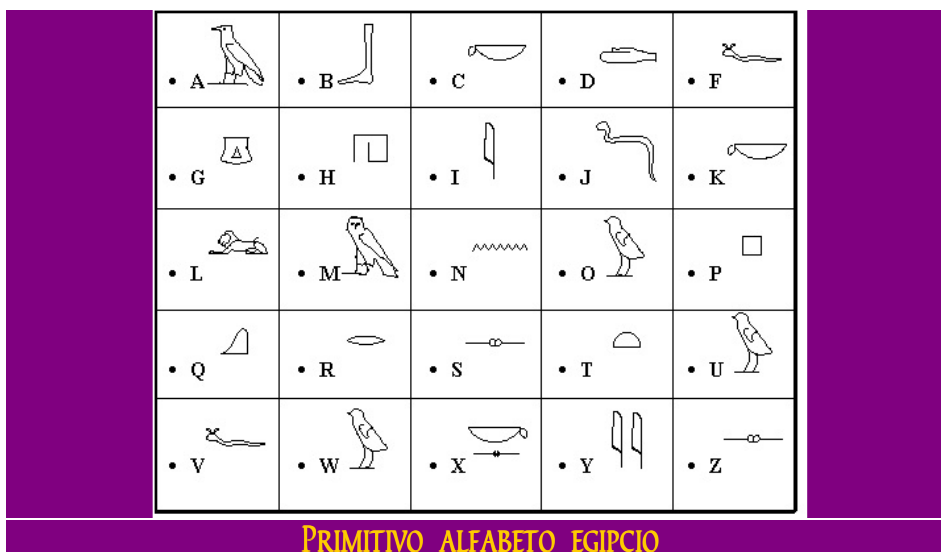 • A • B • C • D • F
• G • H • I • J • K
• L • M • N • O • P
• Q • R • S • T • U
• V • W • X • Y • Z
Primitivo alfabeto egipcio